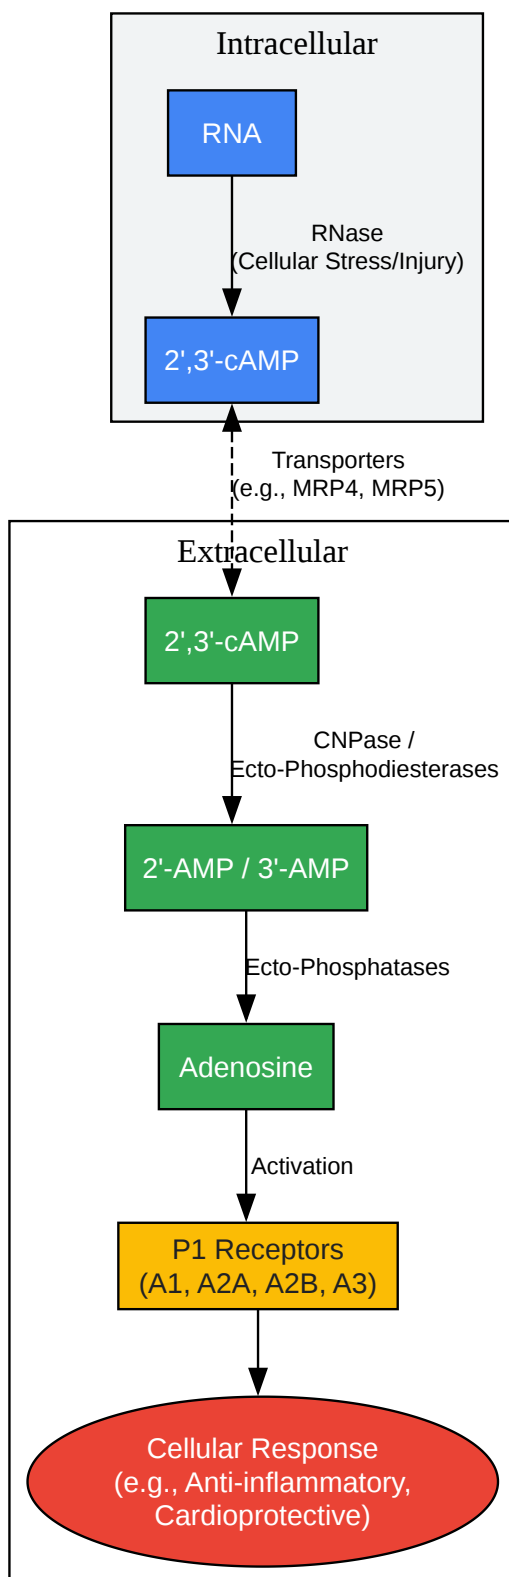 Intracellular
RNA
RNase
(Cellular Stress/Injury)
2',3'-cAMP
Transporters
(e.g., MRP4, MRP5)
Extracellular
2',3'-cAMP
CNPase /
Ecto-Phosphodiesterases
2'-AMP / 3'-AMP
Ecto-Phosphatases
Adenosine
Activation
P1 Receptors
(A1, A2A, A2B, A3)
Cellular Response
(e.g., Anti-inflammatory,
Cardioprotective)